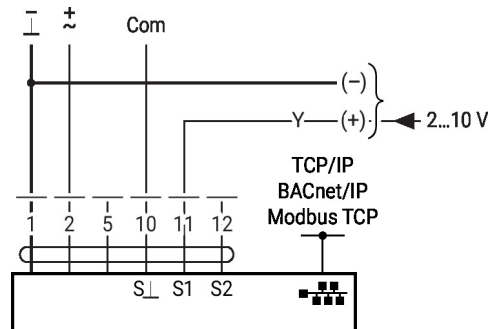 ⊥ + ~
Com
(−)
Y (+) 2...10 V
TCP/IP
BACnet/IP
Modbus TCP
1 2 5 10 11 12
S⊥ S1 S2